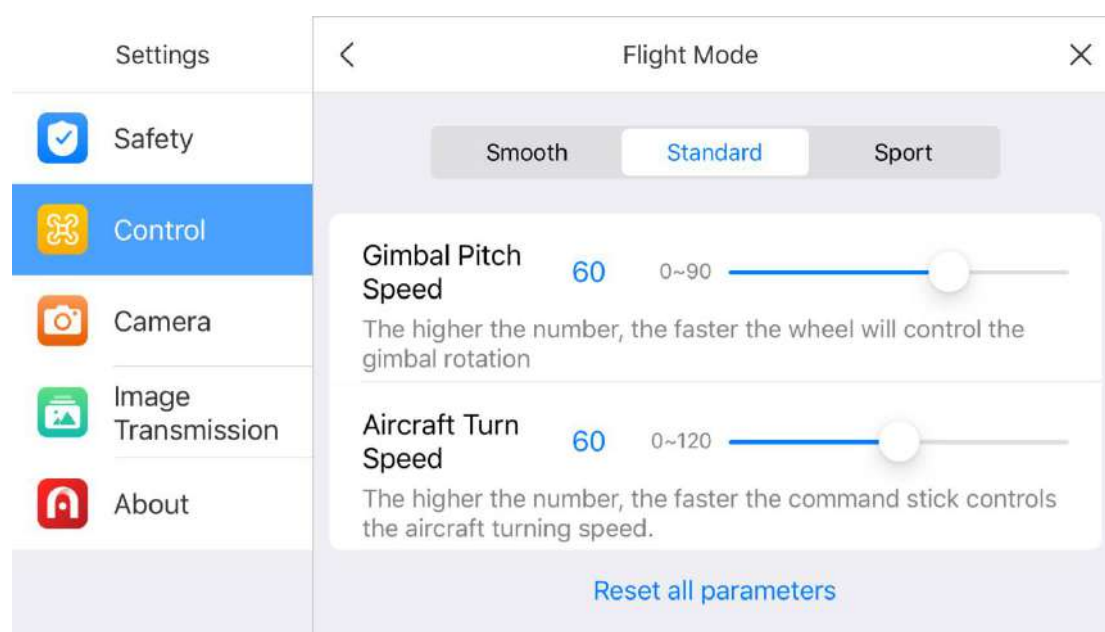 Settings
Safety
Control
Camera
Image
Transmission
About
Flight Mode
Smooth Standard Sport
Gimbal Pitch
Speed
60 0~90
The higher the number, the faster the wheel will control the
gimbal rotation
Aircraft Turn
Speed
60 0~120
The higher the number, the faster the command stick controls
the aircraft turning speed.
Reset all parameters